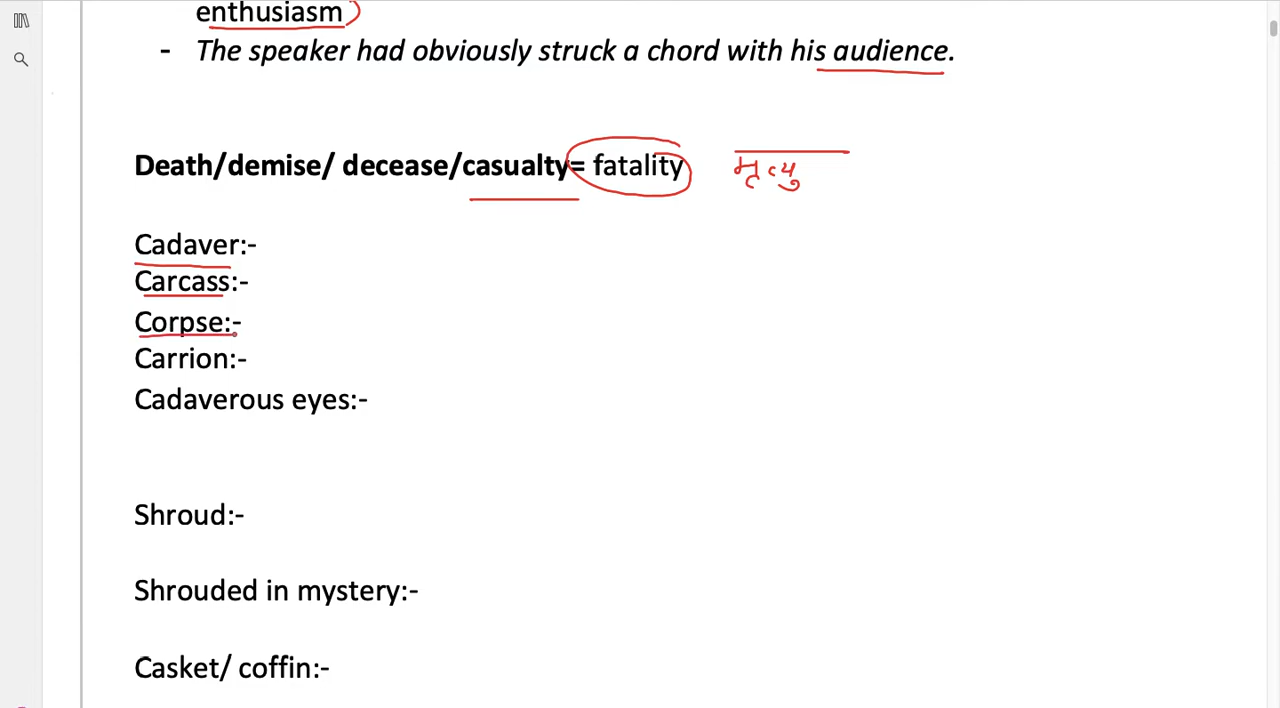 enthusiasm)
- The speaker had obviously struck a chord with his audience.
Death/demise/ decease/casualty= fatality मृत्यु
Cadaver:-
Carcass:-
Corpse:-
Carrion:-
Cadaverous eyes:-
Shroud:-
Shrouded in mystery:-
Casket/ coffin:-